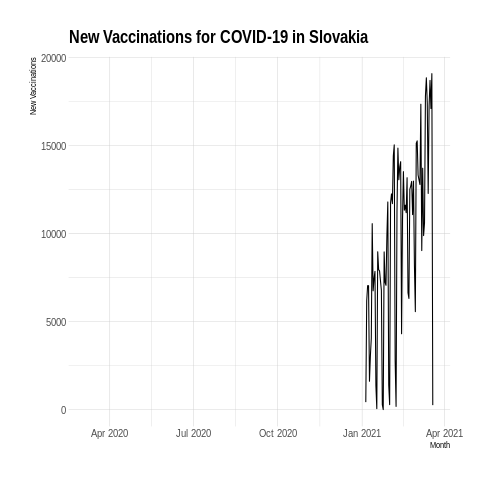 New Vaccinations for COVID-19 in Slovakia
New Vaccinations
20000
15000
10000
5000
0
Apr 2020 Jul 2020 Oct 2020 Jan 2021 Apr 2021
Month